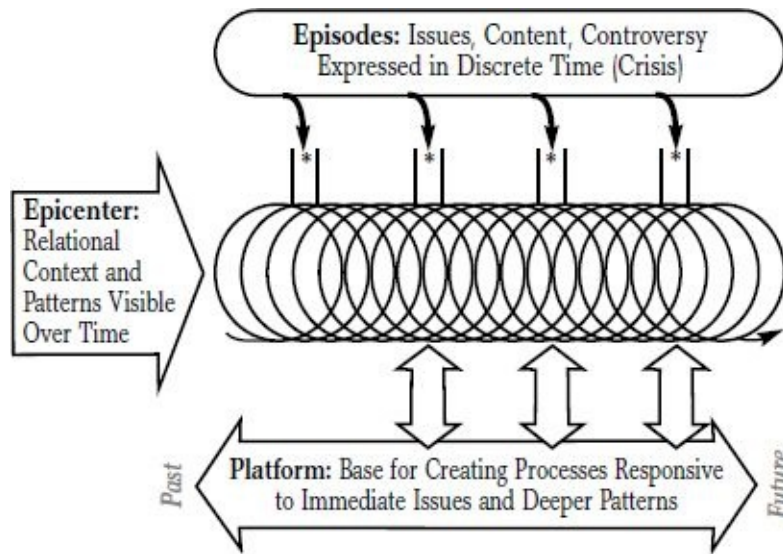 Episodes: Issues, Content, Controversy
Expressed in Discrete Time (Crisis)
* * * *
Epicenter:
Relational
Context and
Patterns Visible
Over Time
Past
Platform: Base for Creating Processes Responsive
to Immediate Issues and Deeper Patterns
Future